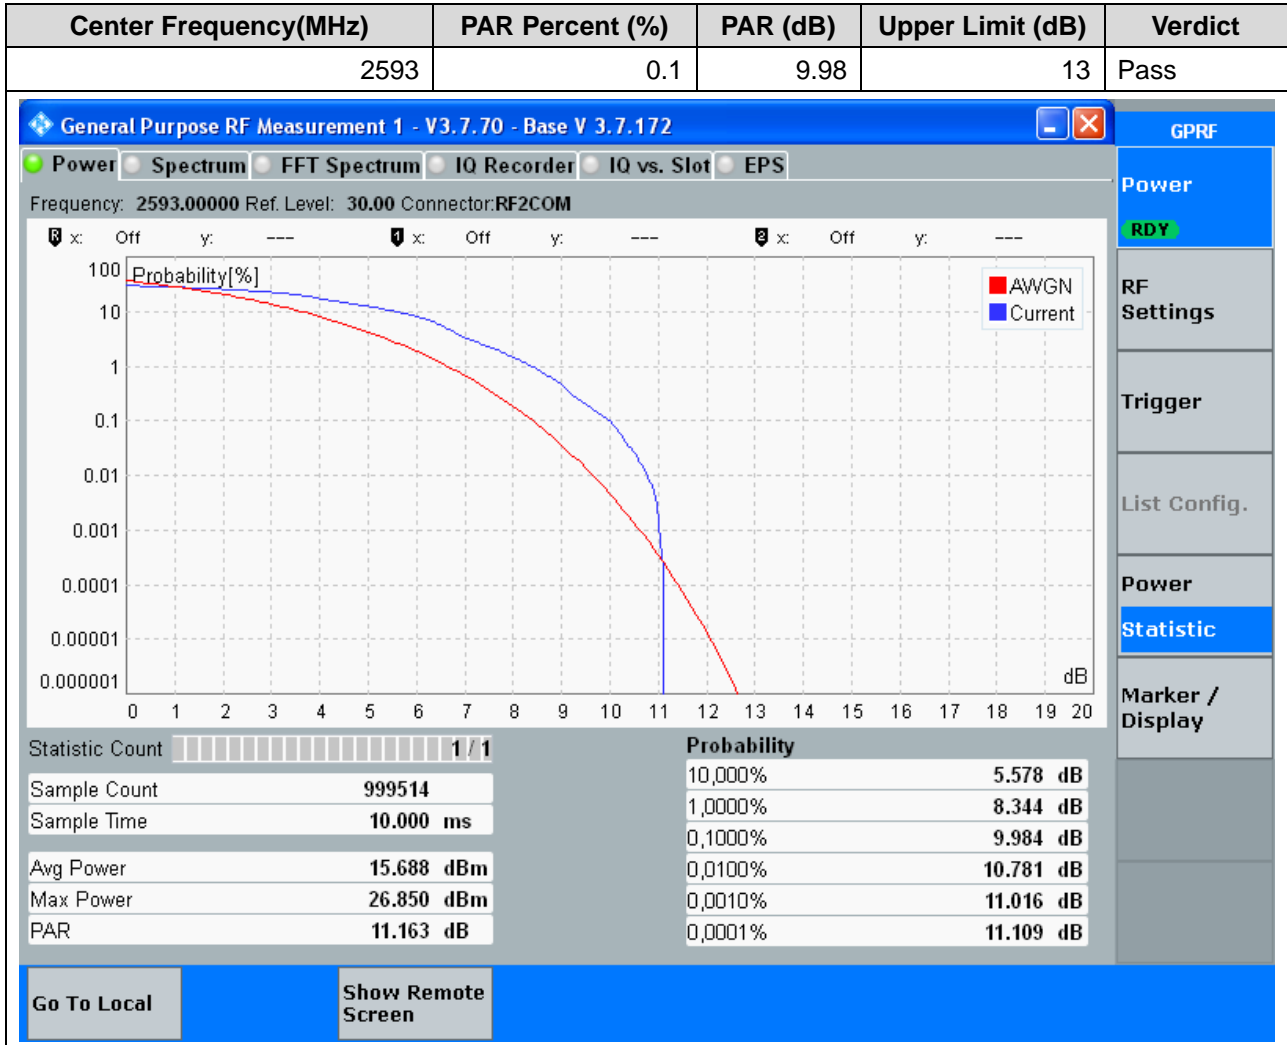 Center Frequency(MHz) PAR Percent (%) PAR (dB) Upper Limit (dB) Verdict
2593 0.1 9.98 13 Pass
General Purpose RF Measurement 1 - V3.7.70 - Base V 3.7.172
GPRF
Power Spectrum FFT Spectrum IQ Recorder IQ vs. Slot EPS
Power
RDY
Frequency: 2593.00000 Ref. Level: 30.00 Connector:RF2COM
R x: Off y: --- 1 x: Off y: --- 2 x: Off y: ---
Probability[%]
AWGN
Current
100
10
1
0.1
0.01
0.001
0.0001
0.00001
0.000001
dB
0 1 2 3 4 5 6 7 8 9 10 11 12 13 14 15 16 17 18 19 20
RF
Settings
Trigger
List Config.
Power
Statistic
Marker /
Display
Statistic Count 1 / 1
Sample Count 999514
Sample Time 10.000 ms
Avg Power 15.688 dBm
Max Power 26.850 dBm
PAR 11.163 dB
Probability
10,000% 5.578 dB
1,0000% 8.344 dB
0,1000% 9.984 dB
0,0100% 10.781 dB
0,0010% 11.016 dB
0,0001% 11.109 dB
Go To Local
Show Remote
Screen